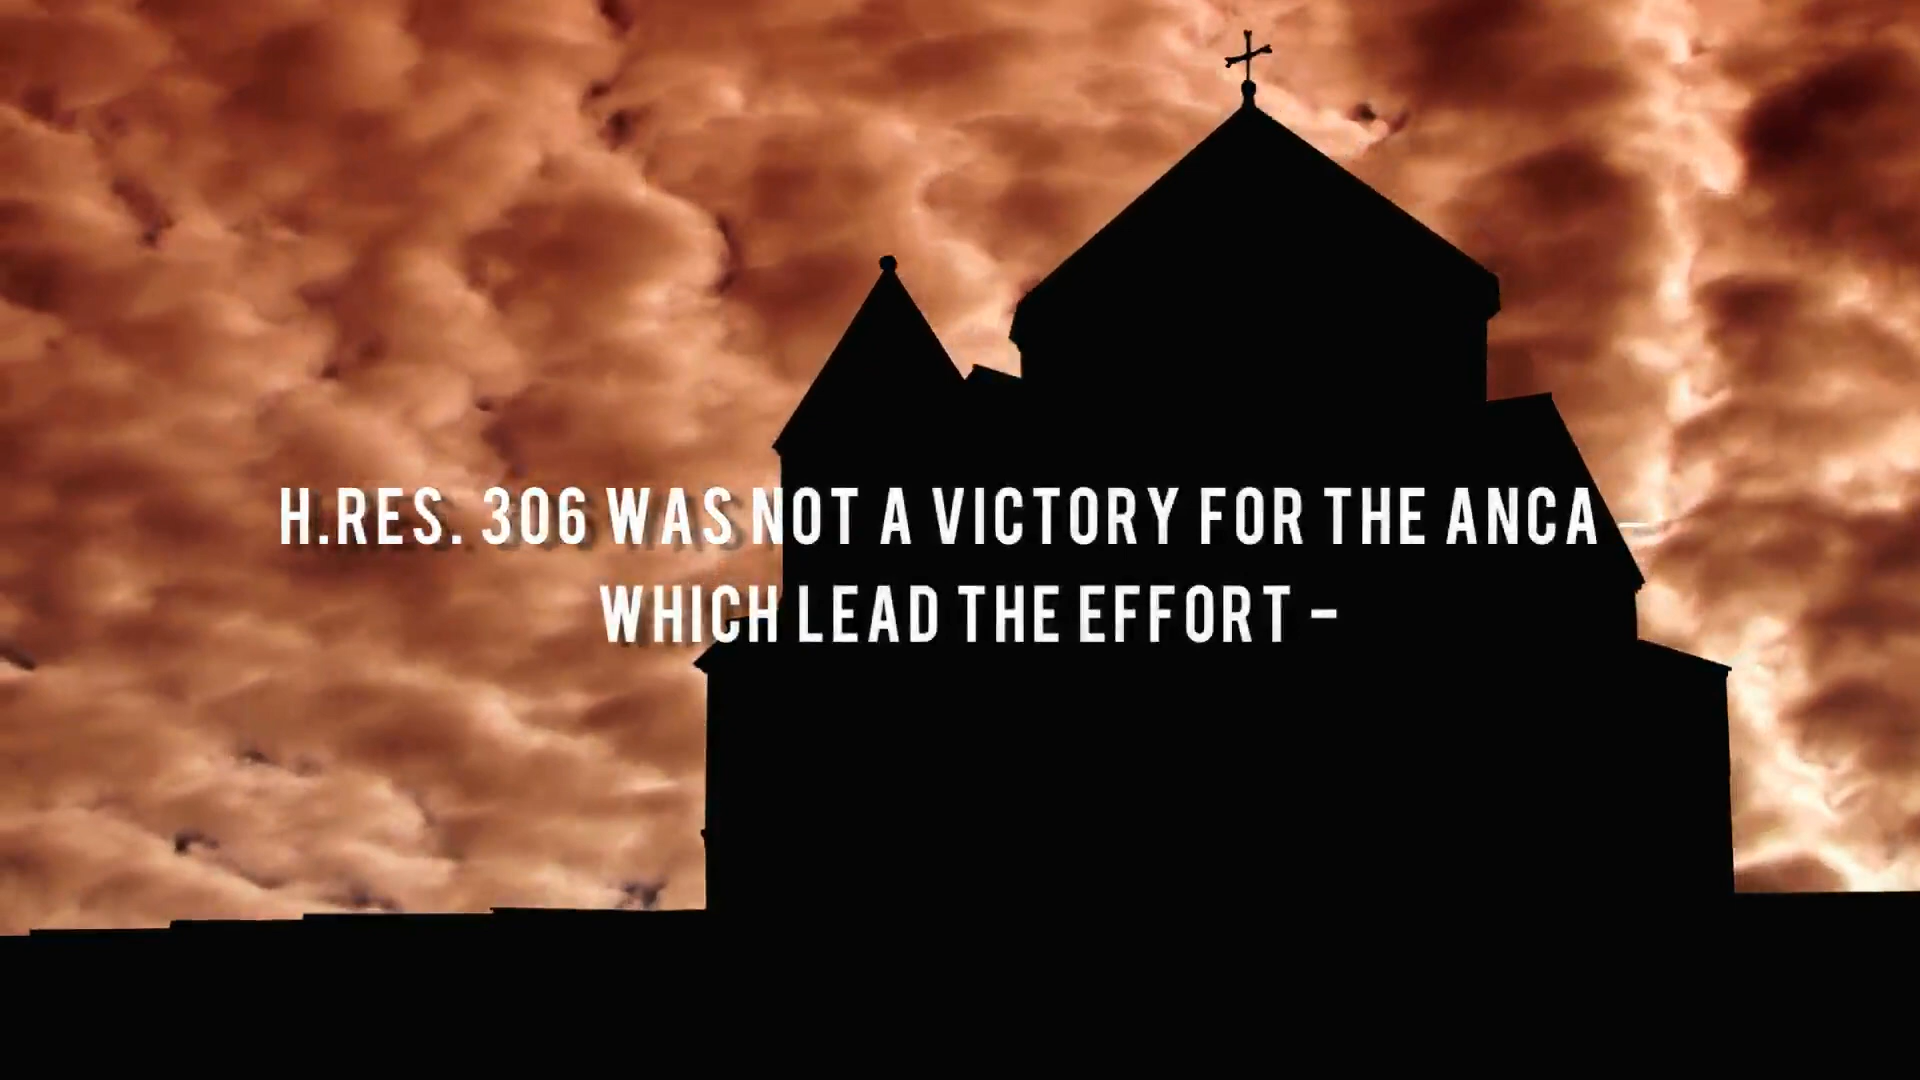 H.RES. 306 WAS NOT A VICTORY FOR THE ANCA –
WHICH LEAD THE EFFORT –